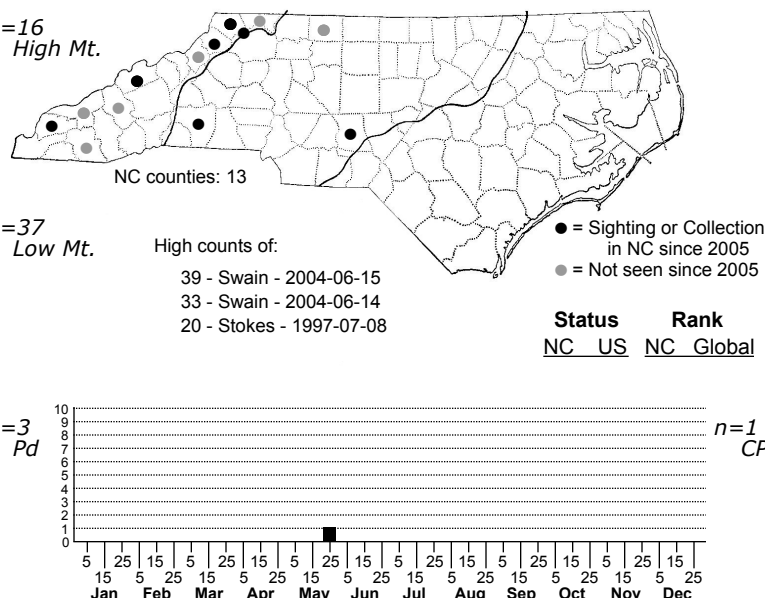 =16
High Mt.
NC counties: 13
=37
Low Mt.
High counts of:
39 - Swain - 2004-06-15
33 - Swain - 2004-06-14
20 - Stokes - 1997-07-08
● = Sighting or Collection
in NC since 2005
● = Not seen since 2005
Status Rank
NC US NC Global
=3
Pd
n=1
CP
10
9
8
7
6
5
4
3
2
1
0
5 25 15 5 25 15 5 25 15 5 25 15 5 25 15 5 25 15
15 5 25 15 5 25 15 5 25 15 5 25 15 5 25 15 5 25
Jan Feb Mar Apr May Jun Jul Aug Sep Oct Nov Dec